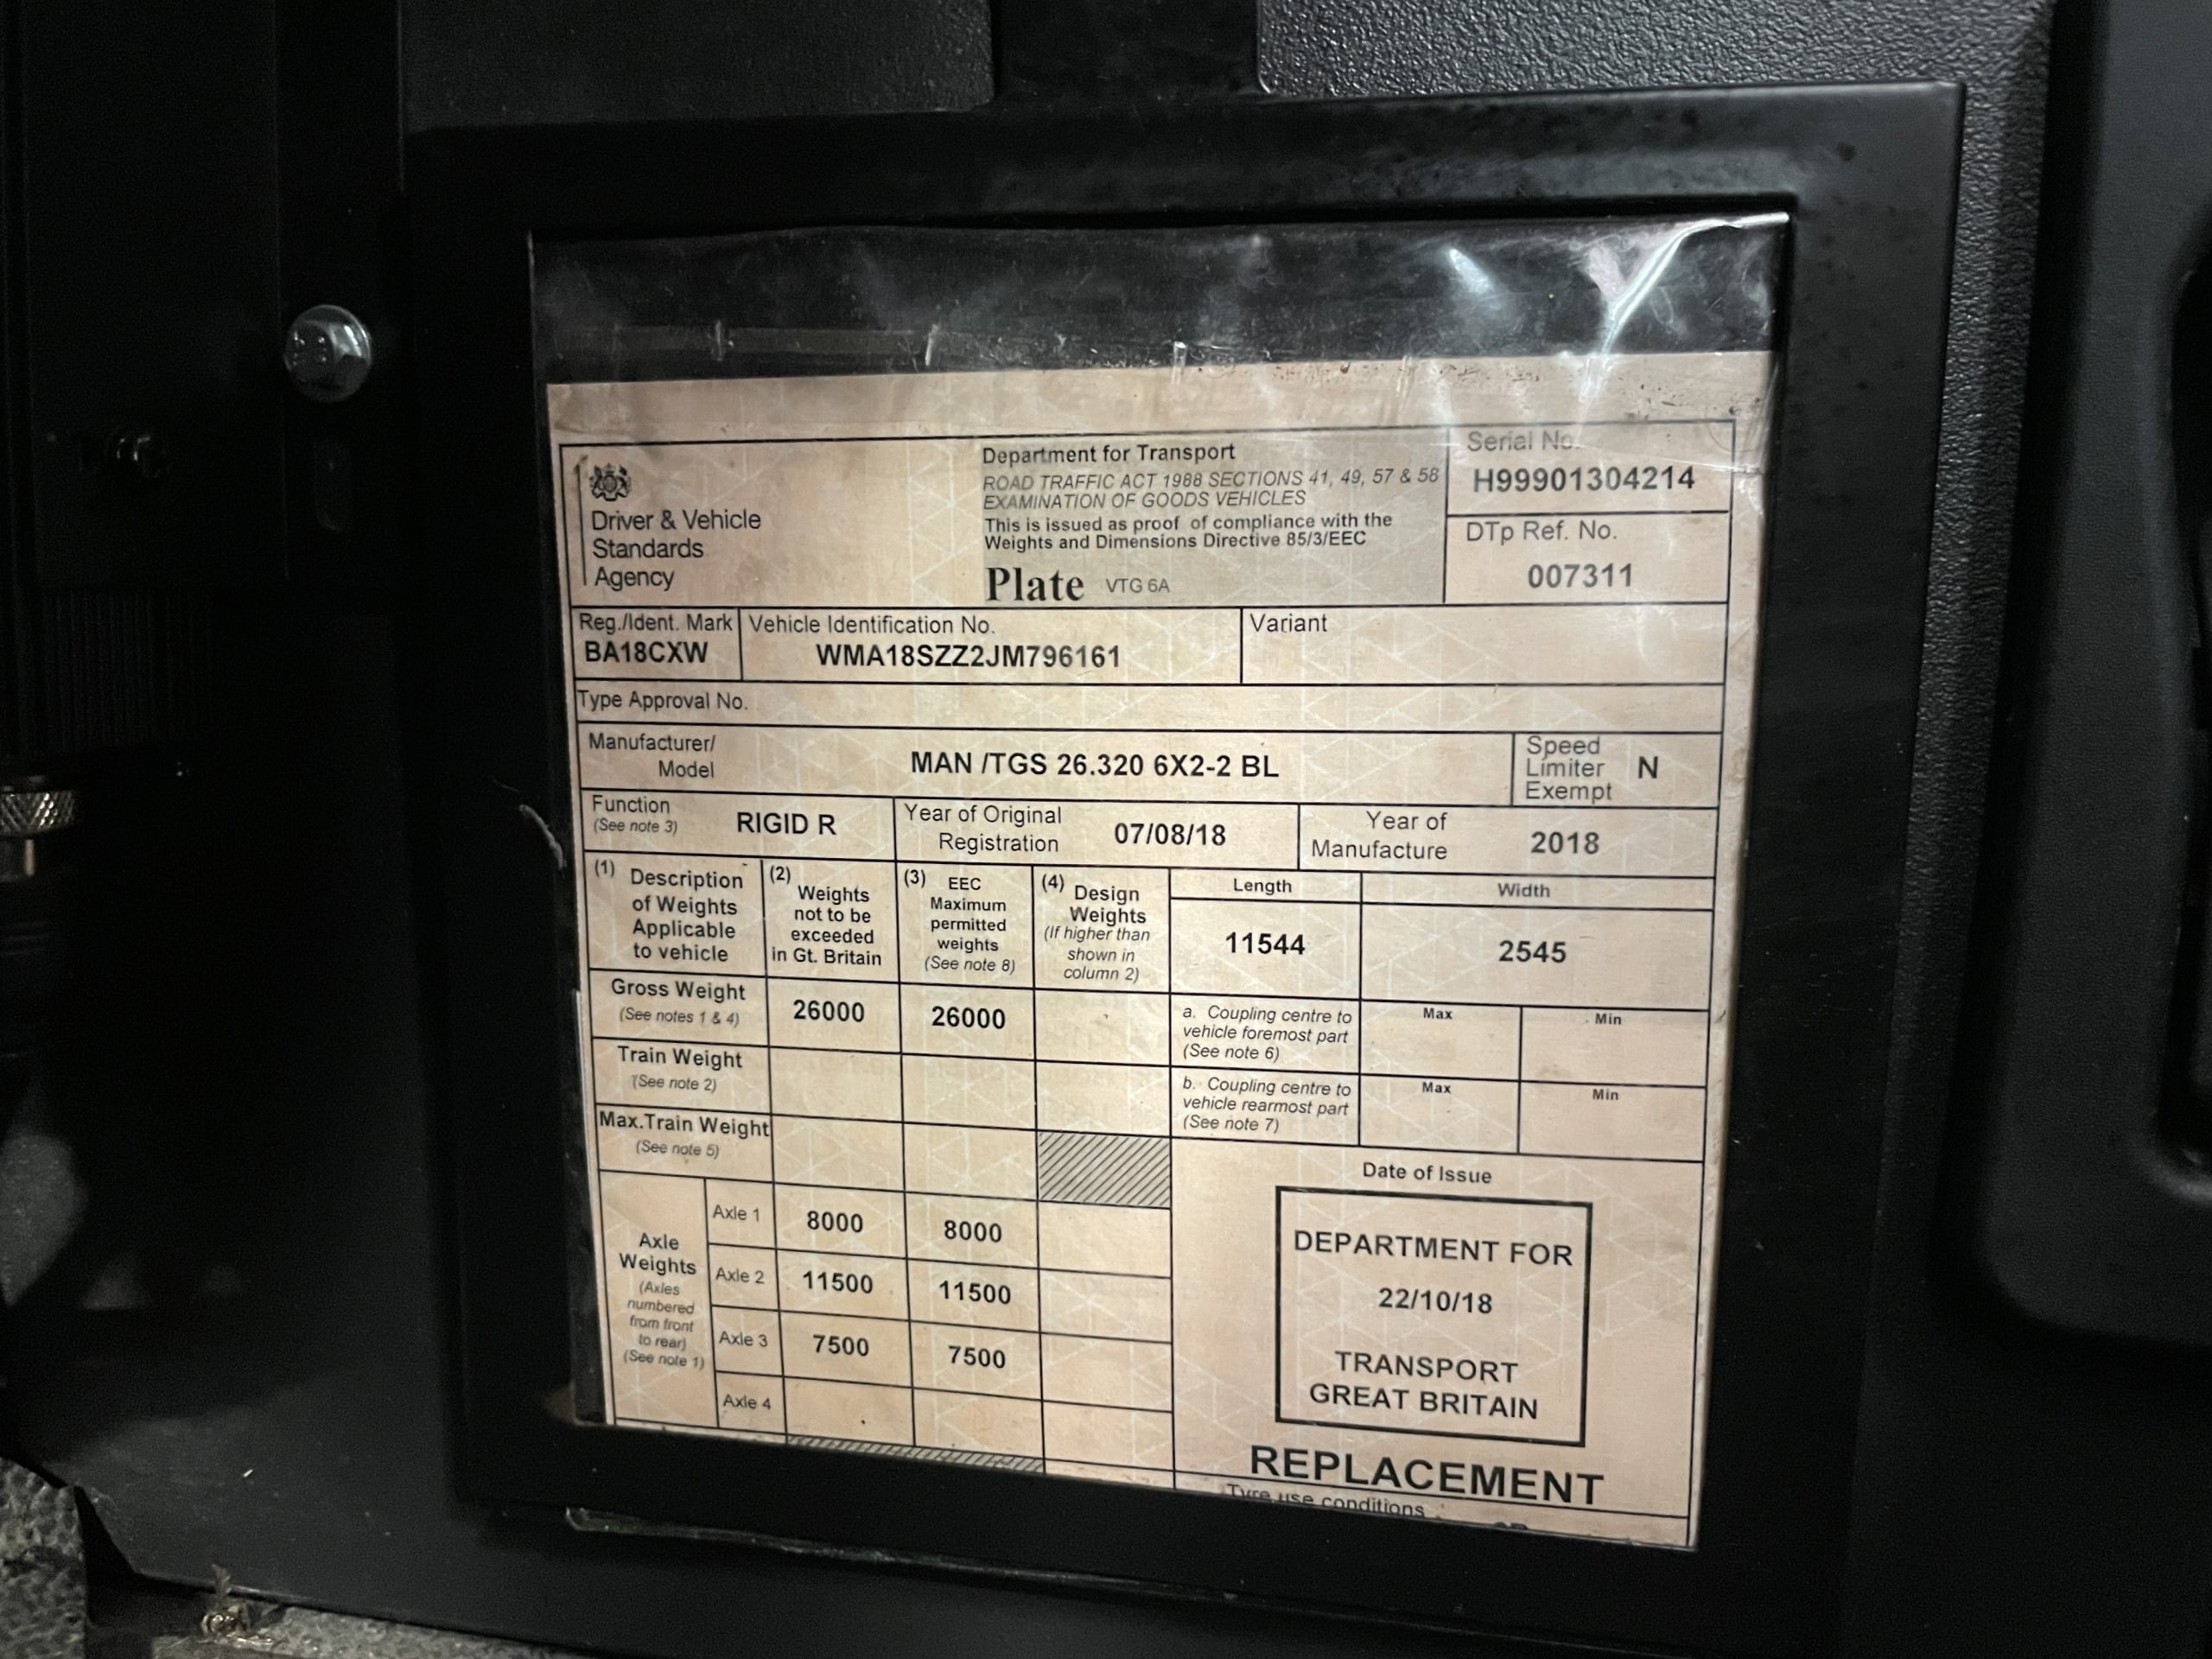 Department for Transport
ROAD TRAFFIC ACT 1988 SECTIONS 41, 49, 57 & 58
EXAMINATION OF GOODS VEHICLES
This is issued as proof of compliance with the
Weights and Dimensions Directive 85/3/EEC
Plate VTG 6A
Driver & Vehicle
Standards
Agency
Serial No.
H99901304214
DTp Ref. No.
007311
Reg./Ident. Mark
BA18CXW
Vehicle Identification No.
WMA18SZZ2JM796161
Variant
Type Approval No.
Manufacturer/
Model
MAN /TGS 26.320 6X2-2 BL
Speed
Limiter
Exempt
N
Function
(See note 3)
RIGID R
Year of Original
Registration
07/08/18
Year of
Manufacture
2018
(1) Description
of Weights
Applicable
to vehicle
(2)
Weights
not to be
exceeded
in Gt. Britain
(3) EEC
Maximum
permitted
weights
(See note 8)
(4) Design
Weights
(If higher than
shown in
column 2)
Length
11544
Width
2545
Gross Weight
(See notes 1 & 4)
26000
26000
a. Coupling centre to
vehicle foremost part
(See note 6)
Max
Min
Train Weight
(See note 2)
b. Coupling centre to
vehicle rearmost part
(See note 7)
Max
Min
Max.Train Weight
(See note 5)
Axle
Weights
(Axles
numbered
from front
to rear)
(See note 1)
Axle 1
8000
8000
Axle 2
11500
11500
Axle 3
7500
7500
Axle 4
Date of Issue
DEPARTMENT FOR
22/10/18
TRANSPORT
GREAT BRITAIN
REPLACEMENT
Tyre use conditions